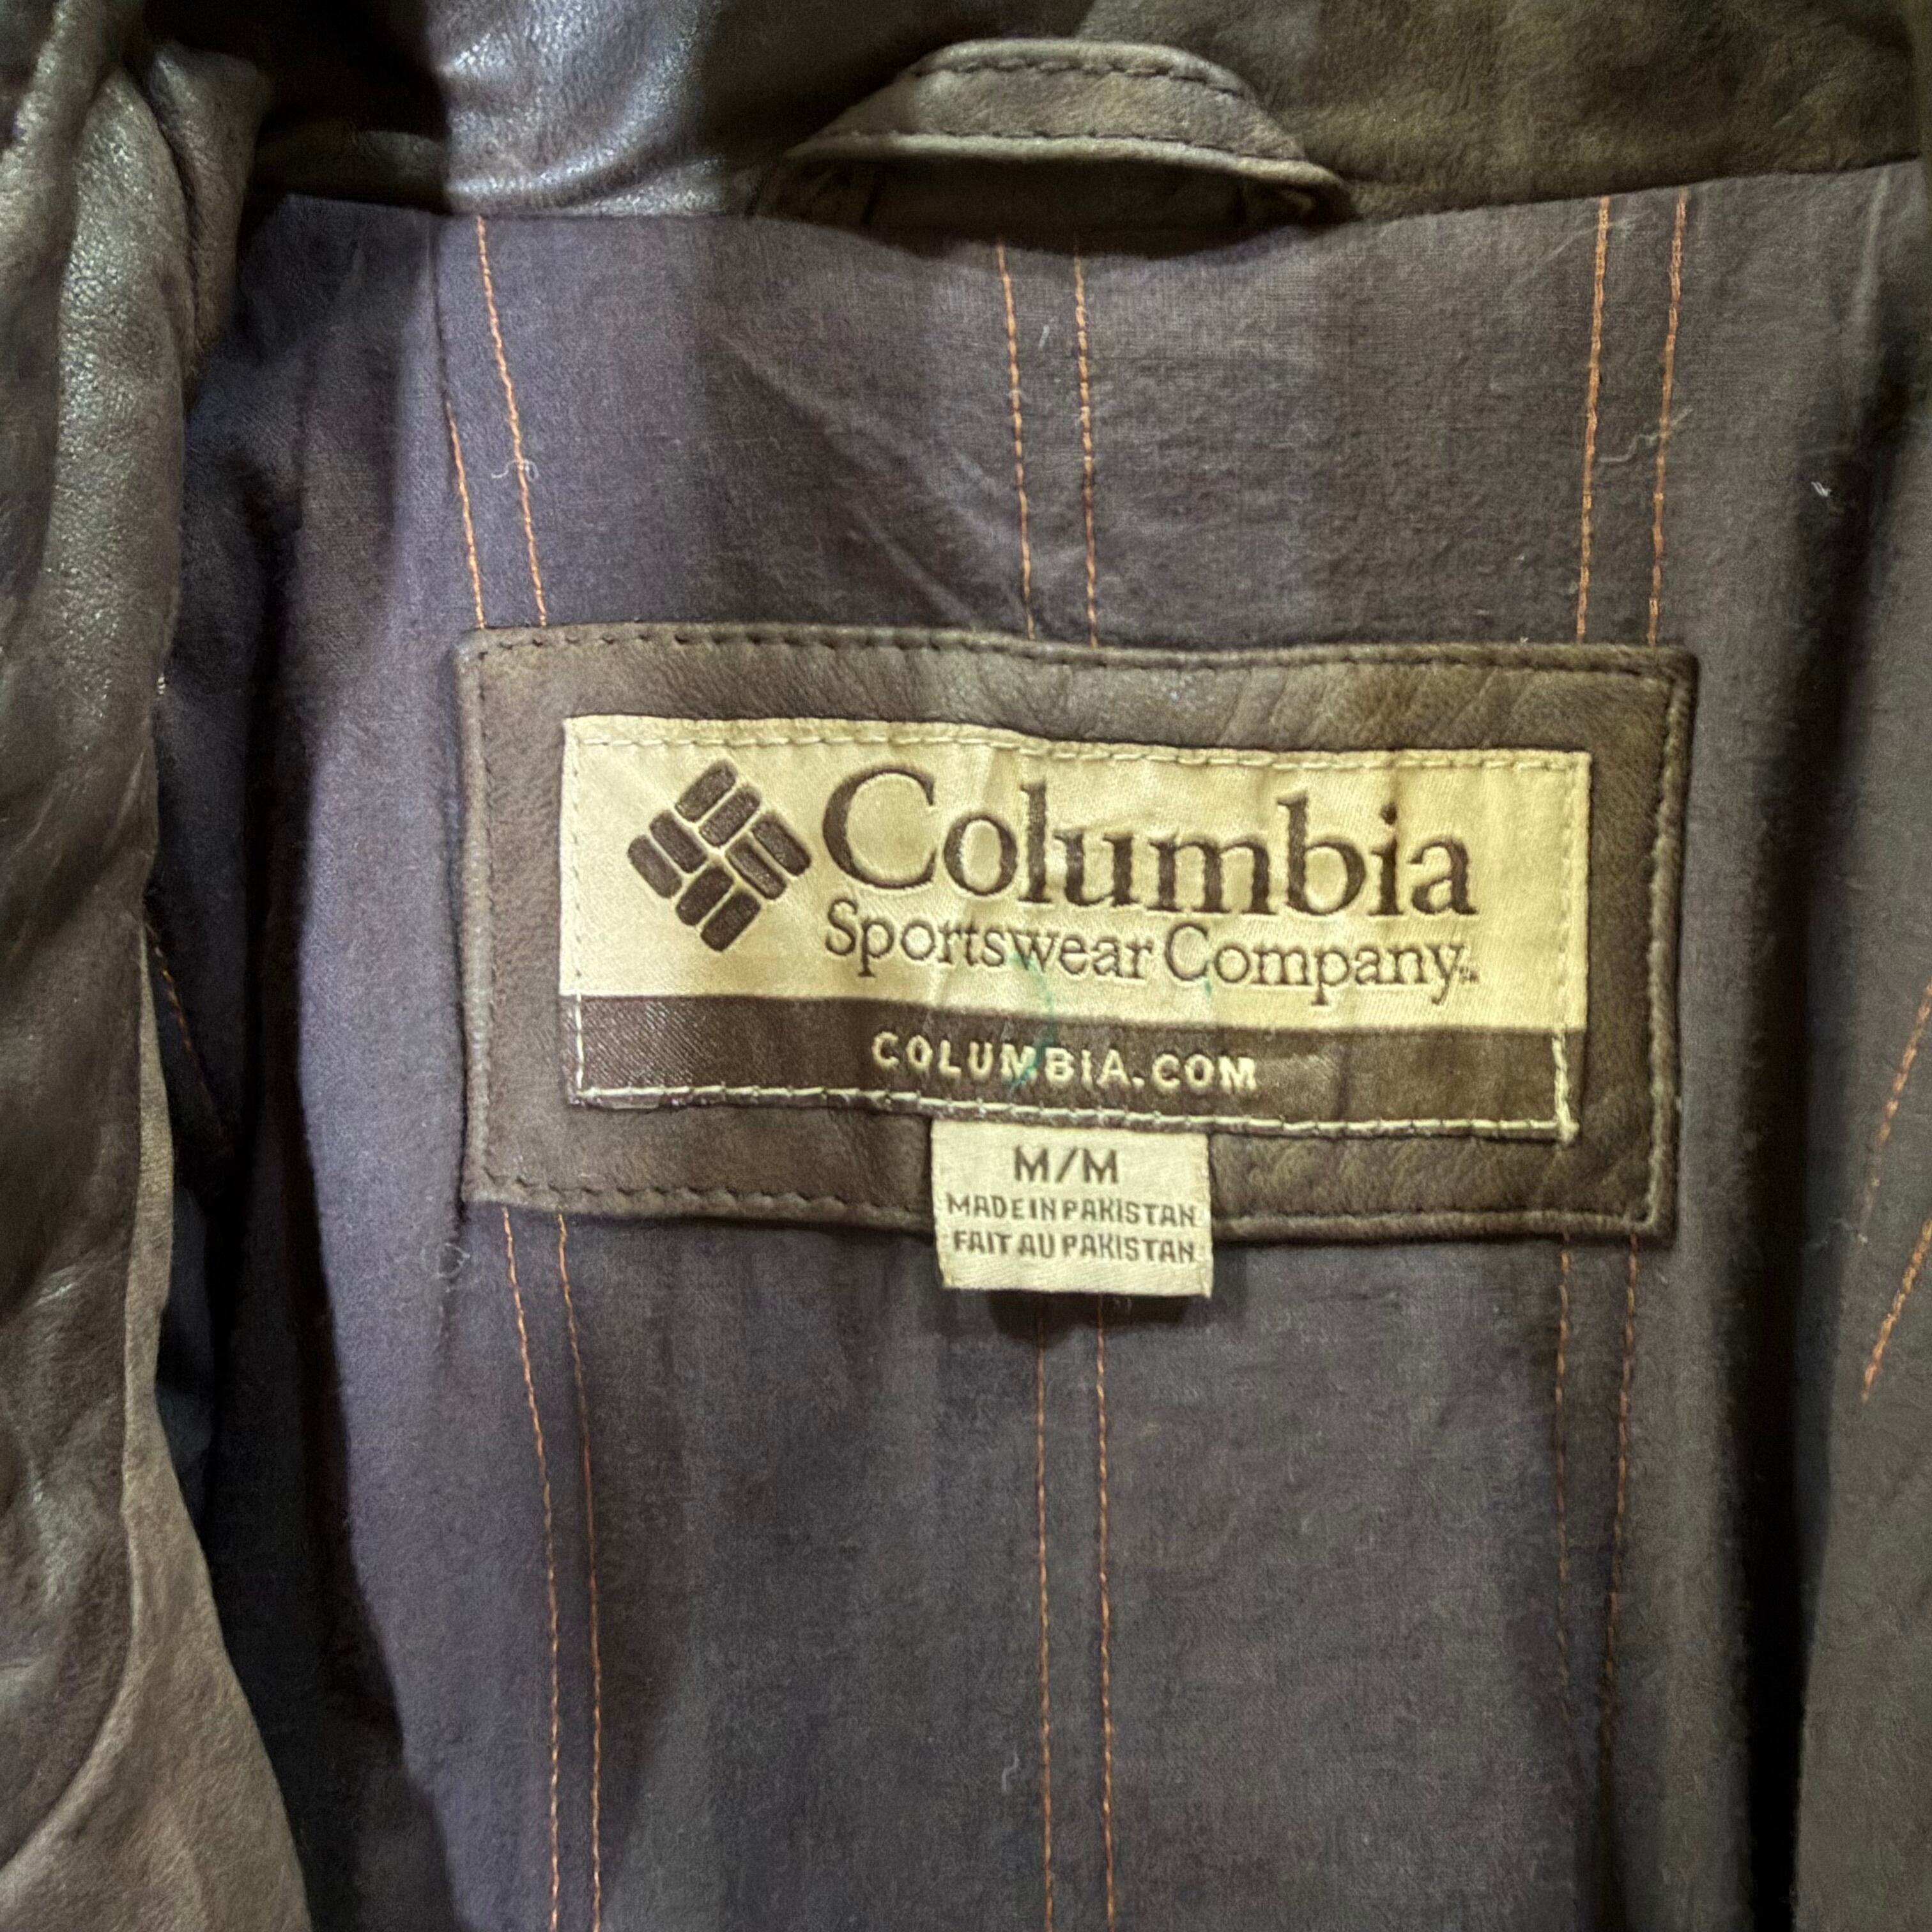 Columbia
Sportswear Company
COLUMBIA.COM
M/M
MADE IN PAKISTAN
FAIT AU PAKISTAN